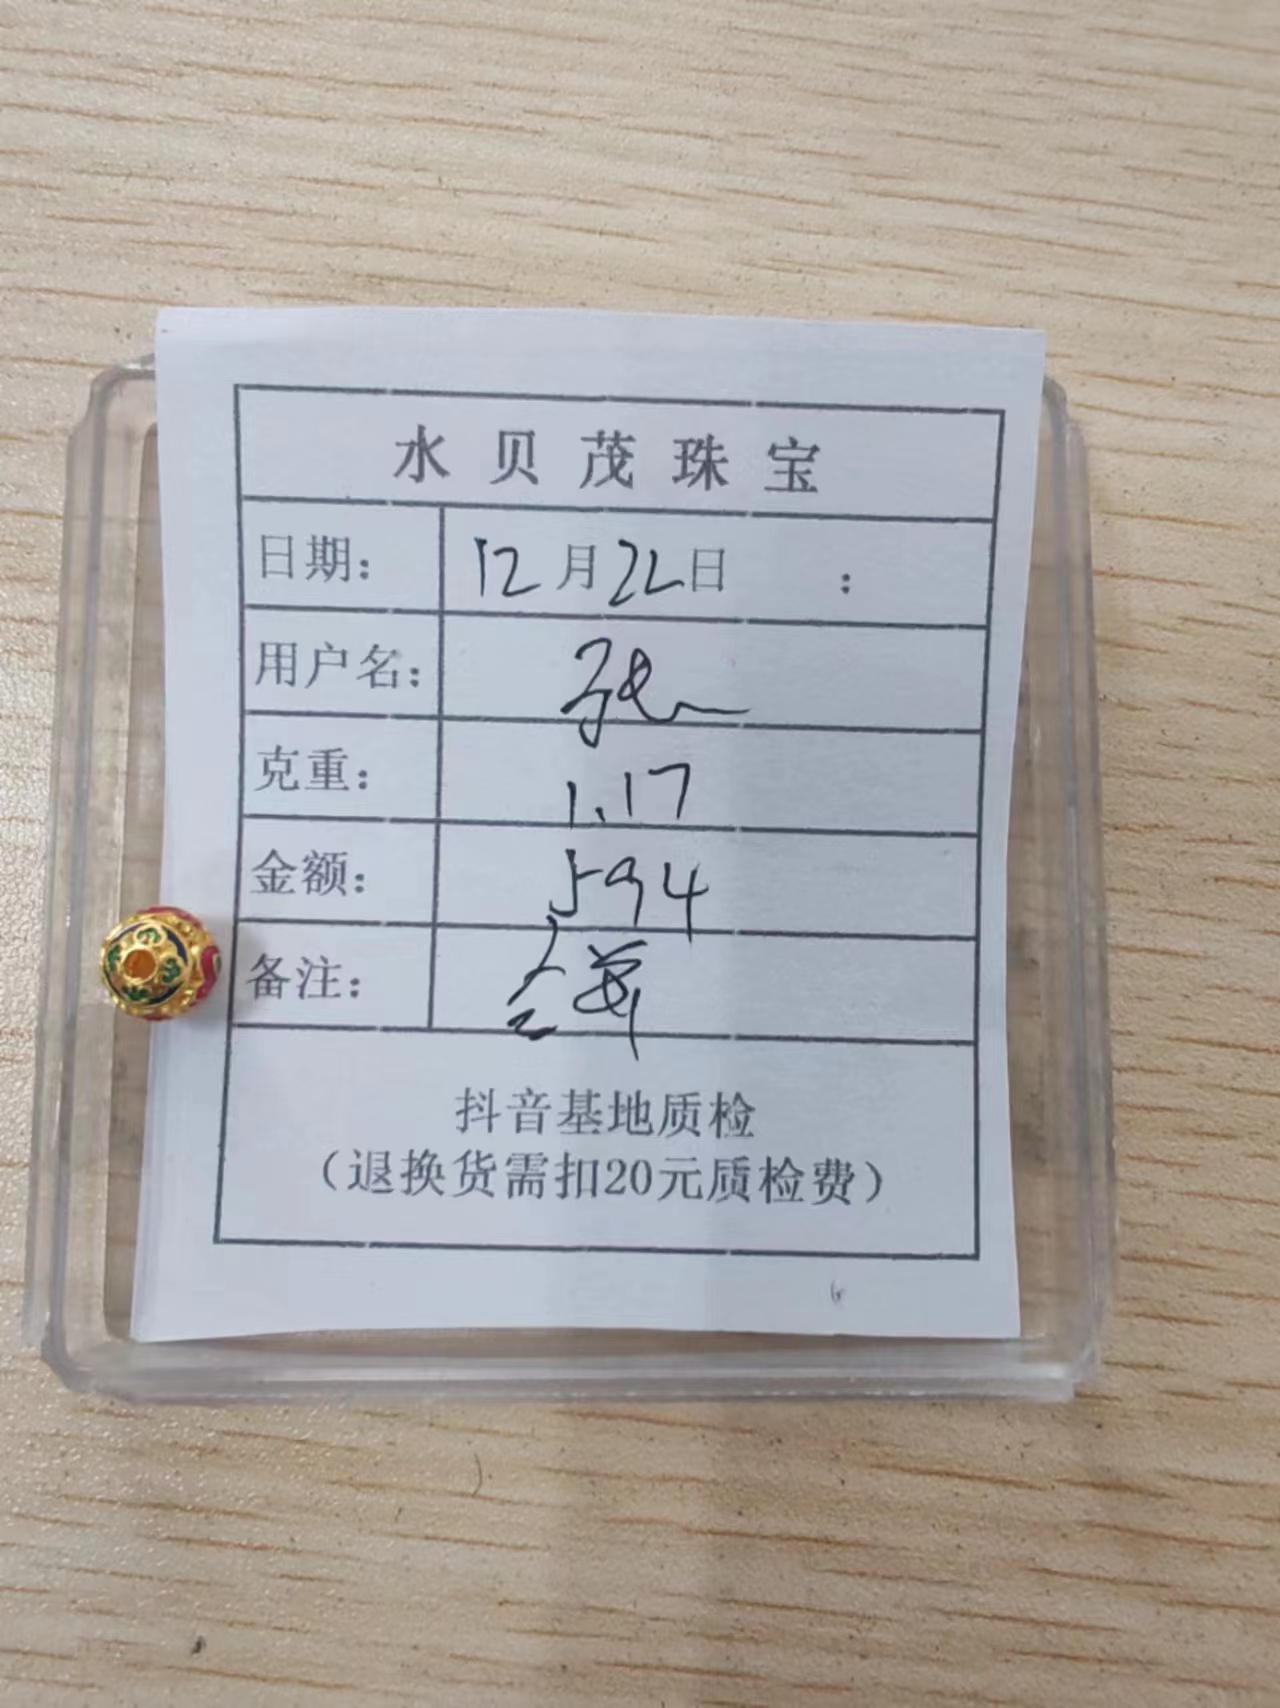 水贝茂珠宝
日期: 12月22日 :
用户名:
克重: 1.17
金额: 594
备注:
抖音基地质检
(退换货需扣20元质检费)